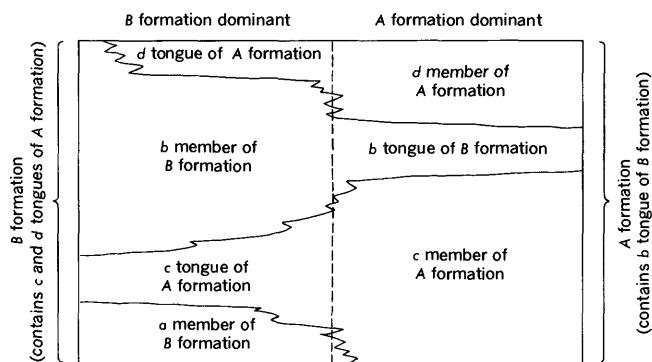 B formation dominant
A formation dominant
d tongue of A formation
d member of
A formation
b member of
B formation
b tongue of B formation
c tongue of
A formation
c member of
A formation
a member of
B formation
B formation
(contains c and d tongues of A formation)
A formation
(contains b tongue of B formation)